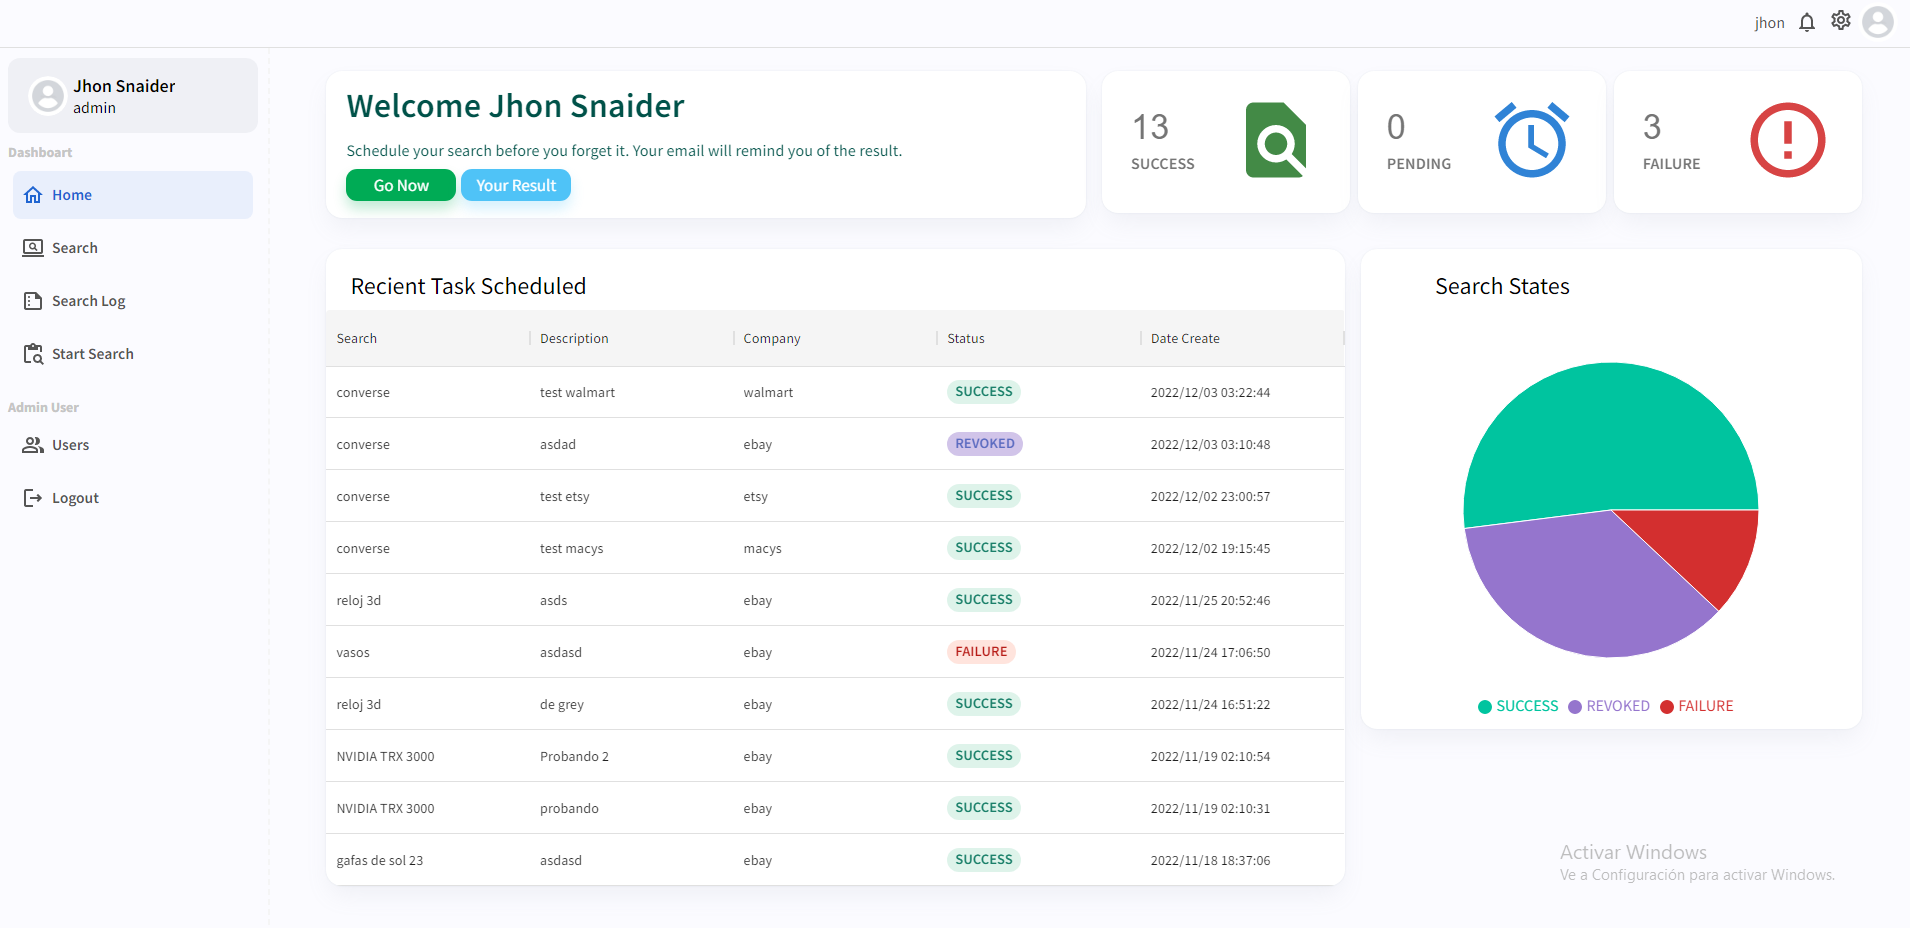 jhon
Jhon Snaider
admin
Dashboart
Home
Search
Search Log
Start Search
Admin User
Users
Logout
Welcome Jhon Snaider
Schedule your search before you forget it. Your email will remind you of the result.
Go Now Your Result
13
SUCCESS
0
PENDING
3
FAILURE
Recient Task Scheduled
Search Description Company Status Date Create
converse test walmart walmart SUCCESS 2022/12/03 03:22:44
converse asdad ebay REVOKED 2022/12/03 03:10:48
converse test etsy etsy SUCCESS 2022/12/02 23:00:57
converse test macys macys SUCCESS 2022/12/02 19:15:45
reloj 3d asds ebay SUCCESS 2022/11/25 20:52:46
vasos asdasd ebay FAILURE 2022/11/24 17:06:50
reloj 3d de grey ebay SUCCESS 2022/11/24 16:51:22
NVIDIA TRX 3000 Probando 2 ebay SUCCESS 2022/11/19 02:10:54
NVIDIA TRX 3000 probando ebay SUCCESS 2022/11/19 02:10:31
gafas de sol 23 asdasd ebay SUCCESS 2022/11/18 18:37:06
Search States
SUCCESS REVOKED FAILURE
Activar Windows
Ve a Configuración para activar Windows.